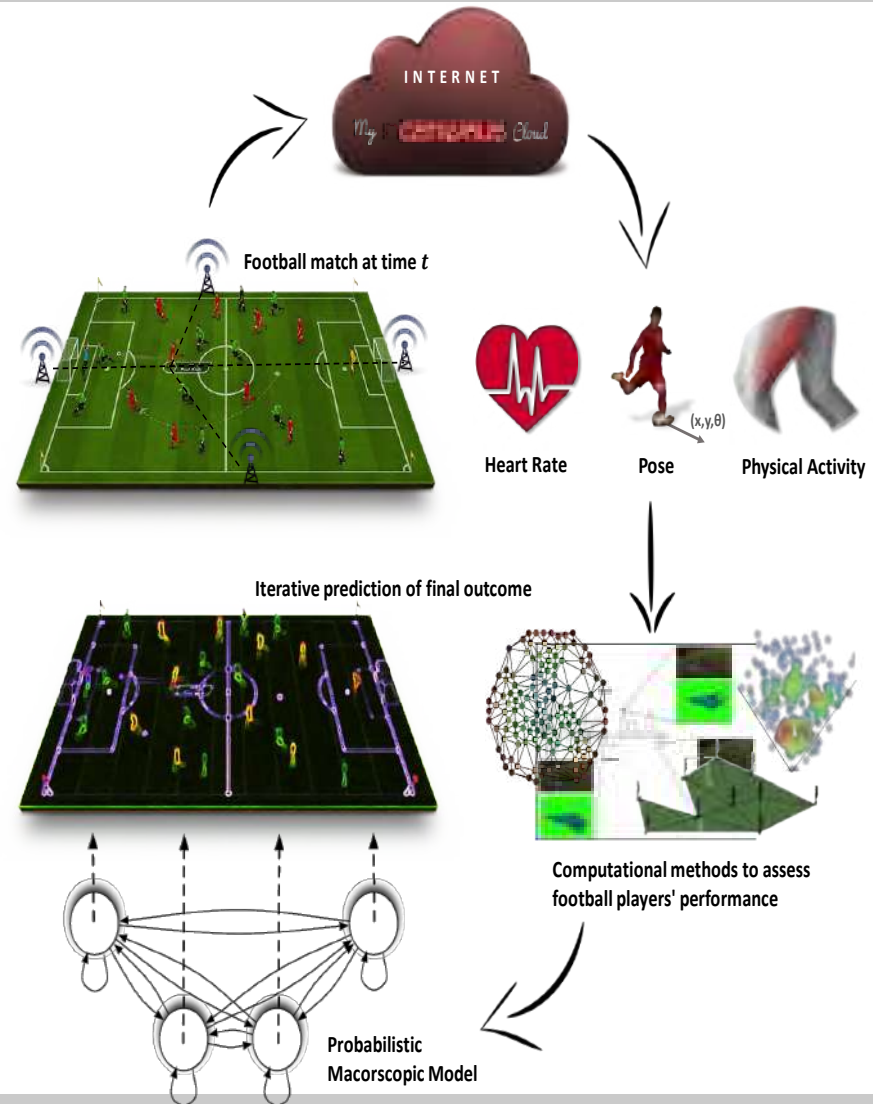 INTERNET
My
Cloud
Football match at time t
(x,y,θ)
Heart Rate
Pose
Physical Activity
Iterative prediction of final outcome
Computational methods to assess
football players' performance
Probabilistic
Macorscopic Model